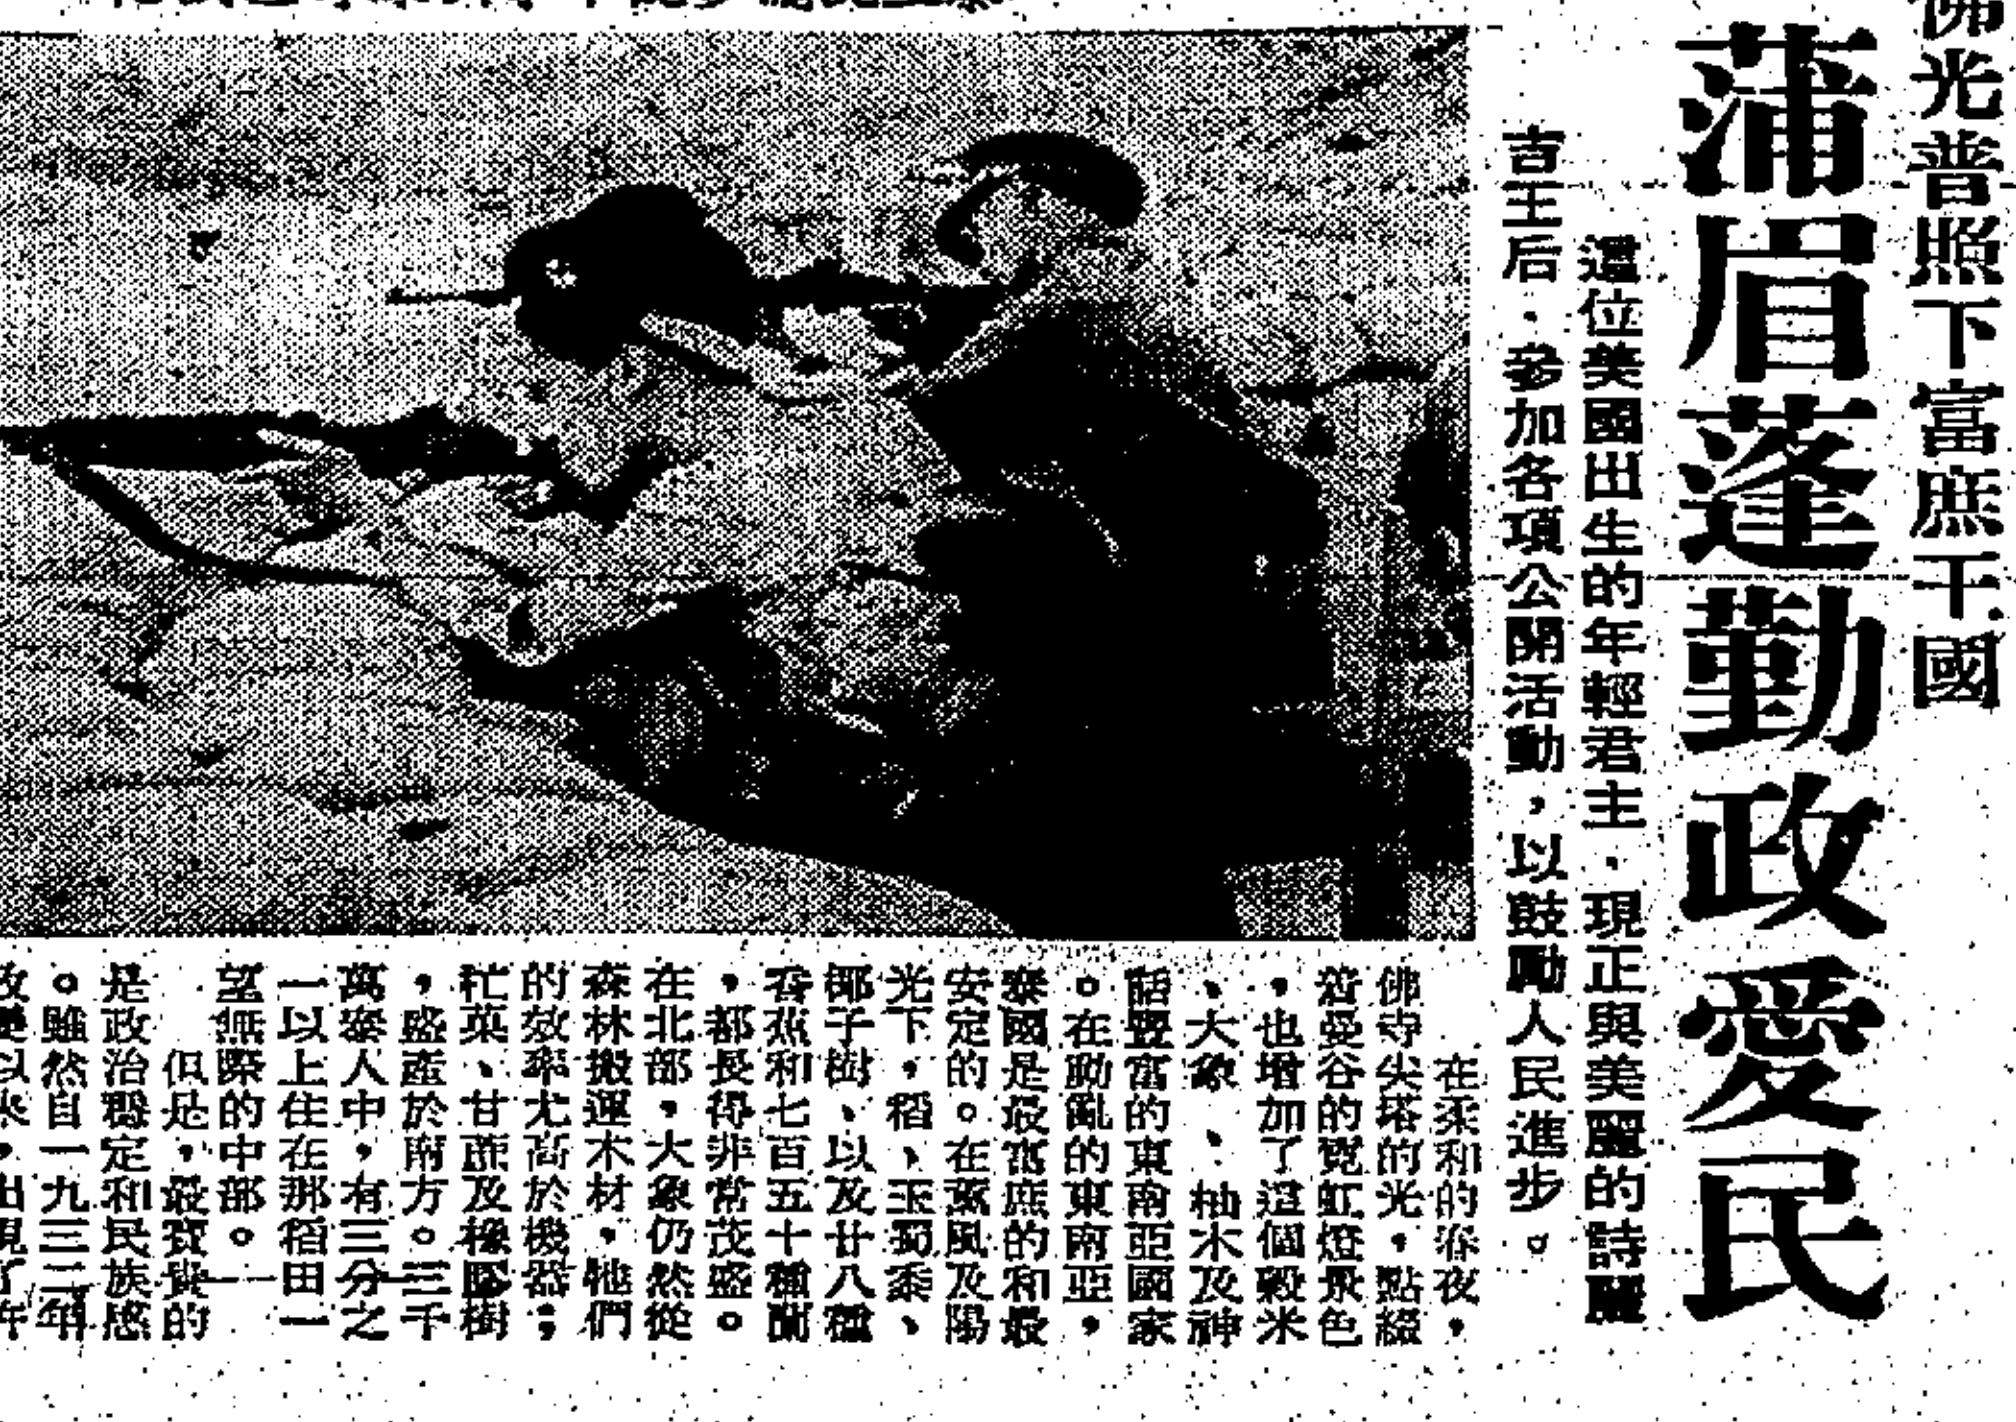 佛光普照下富庶干國
蒲眉蓬勤政愛民
這位美國出生的年輕君主,現正與美麗的詩麗
吉王后,參加各項公開活動,以鼓勵人民進步。
在柔和的春夜,
佛寺尖塔的光,點綴
着曼谷的霓虹燈景色
,也增加了這個穀米
、大象、柚木及神
話豐富的東南亞國家
。在動亂的東南亞,
泰國是最富庶的和最
安定的。在薰風及陽
光下,稻、玉蜀黍、
椰子樹、以及廿八種
香蕉和七百五十種蘭
,都長得非常茂盛。
在北部,大象仍然從
森林搬運木材,牠們
的效率尤高於機器;
忙菓、甘蔗及橡膠樹
,盛產於南方。三千
萬泰人中,有三分之
一以上住在那稻田一
望無際的中部。
但是,最寶貴的
是政治穩定和民族感
。雖然自一九三二年
政變以來,出現了許